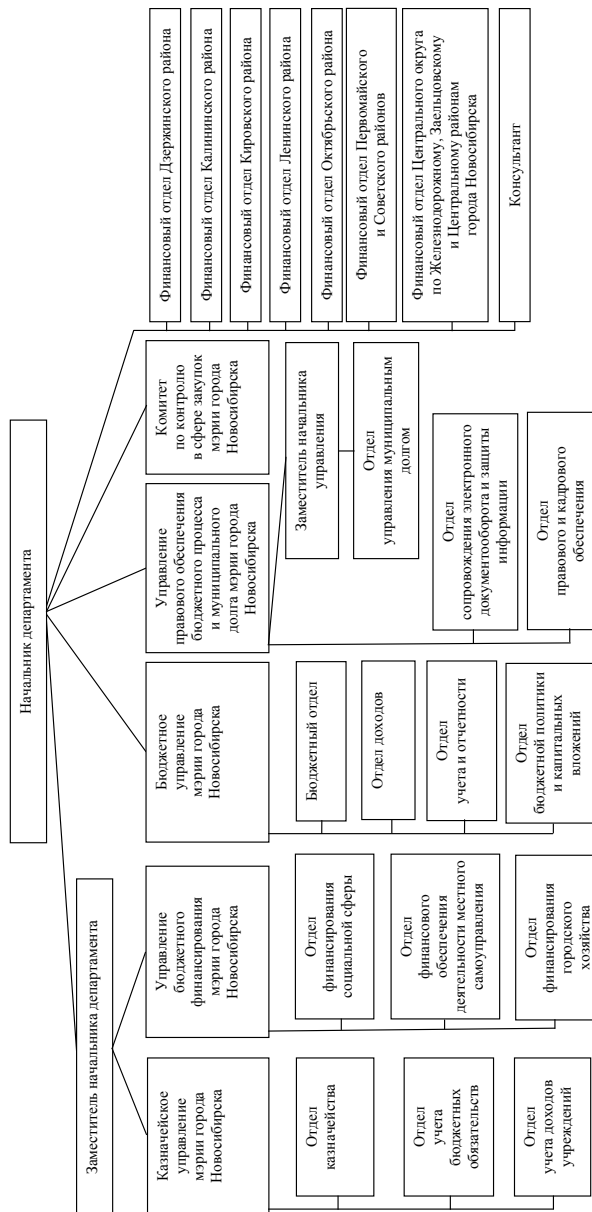 Начальник департамента
Заместитель начальника департамента
Казначейское
управление
мэрии города
Новосибирска
Управление
бюджетного
финансирования
мэрии города
Новосибирска
Бюджетное
управление
мэрии города
Новосибирска
Управление
правового обеспечения
бюджетного процесса
и муниципального
долга мэрии города
Новосибирска
Комитет
по контролю
в сфере закупок
мэрии города
Новосибирска
Финансовый отдел Дзержинского района
Финансовый отдел Калининского района
Финансовый отдел Кировского района
Финансовый отдел Ленинского района
Финансовый отдел Октябрьского района
Финансовый отдел Первомайского
и Советского районов
Финансовый отдел Центрального округа
по Железнодорожному, Заельцовскому
и Центральному районам
города Новосибирска
Консультант
Отдел
казначейства
Отдел
учета
бюджетных
обязательств
Отдел
учета доходов
учреждений
Отдел
финансирования
социальной сферы
Отдел
финансового
обеспечения
деятельности местного
самоуправления
Отдел
финансирования
городского
хозяйства
Бюджетный отдел
Отдел доходов
Отдел
учета и отчетности
Отдел
бюджетной политики
и капитальных
вложений
Заместитель начальника
управления
Отдел
управления муниципальным
долгом
Отдел
сопровождения электронного
документооборота и защиты
информации
Отдел
правового и кадрового
обеспечения